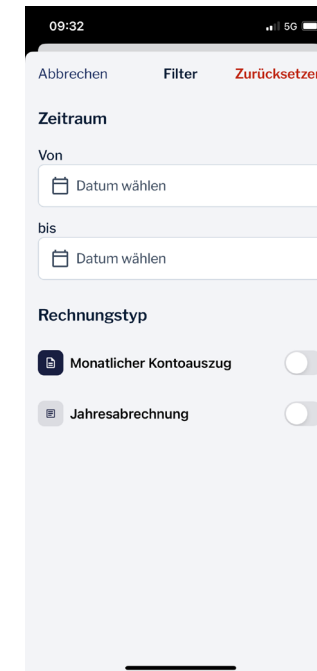 09:32 5G
Abbrechen Filter Zurücksetzen
Zeitraum
Von
Datum wählen
bis
Datum wählen
Rechnungstyp
Monatlicher Kontoauszug
Jahresabrechnung